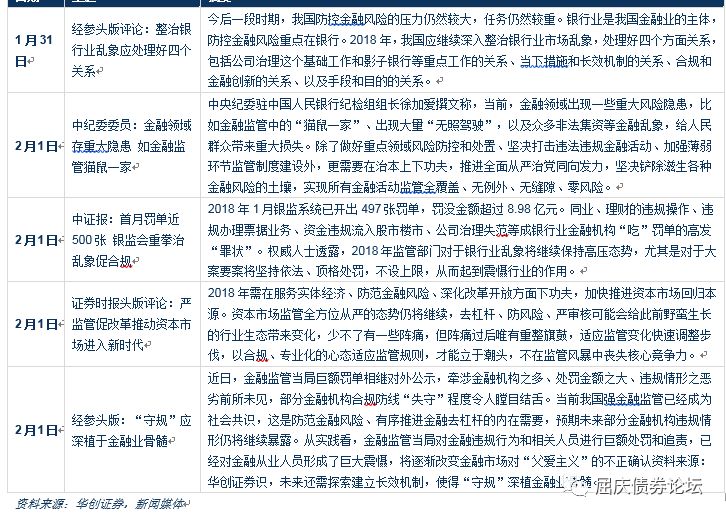 1 月 31
日
经参头版评论：整治银
行业乱象应处理好四个
关系
今后一段时期，我国防控金融风险的压力仍然较大，任务仍然较重。银行业是我国金融业的主体，
防控金融风险重点在银行。2018 年，我国应继续深入整治银行业市场乱象，处理好四个方面关系，
包括公司治理这个基础工作和影子银行等重点工作的关系、当下措施和长效机制的关系、合规和
金融创新的关系、以及手段和目的的关系。
2月1日
中纪委委员：金融领域
存重大隐患 如金融监
管猫鼠一家
中央纪委驻中国人民银行纪检组组长徐加爱撰文称，当前，金融领域出现一些重大风险隐患，比
如金融监管中的“猫鼠一家”、出现大量“无照驾驶”，以及众多非法集资等金融乱象，给人民
群众带来重大损失。除了做好重点领域风险防控和处置、坚决打击违法违规金融活动、加强薄弱
环节监管制度建设外，更需要在治本上下功夫，推进全面从严治党同向发力，坚决铲除滋生各种
金融风险的土壤，实现所有金融活动监管全覆盖、无例外、无缝隙、零风险。
2月1日
中证报：首月罚单近
500 张 银监会重拳治
乱象促合规
2018 年 1月银监系统已开出 497 张罚单，罚没金额超过 8.98 亿元。同业、理财的违规操作、违
规办理票据业务、资金违规流入股市楼市、公司治理失范等成银行业金融机构“吃”罚单的高发
“罪状”。权威人士透露，2018 年监管部门对于银行业乱象将继续保持高压态势，尤其是对于大
案要案将坚持依法、顶格处罚，不设上限，从而起到震慑行业的作用。
2月1日
证券时报头版评论：严
监管促改革推动资本市
场进入新时代
2018 年需在服务实体经济、防范金融风险、深化改革开放方面下功夫，加快推进资本市场回归本
源。资本市场监管全方位从严的态势仍将继续，去杠杆、防风险、严审核可能会给此前野蛮生长
的行业生态带来变化，少不了有一些阵痛，但阵痛过后唯有重整旗鼓，适应监管变化快速调整步
伐，以合规、专业化的心态适应监管规则，才能立于潮头，不在监管风暴中丧失核心竞争力。
2月1日
经参头版：“守规”应
深植于金融业骨髓
近日，金融监管当局巨额罚单相继对外公示，牵涉金融机构之多、处罚金额之大、违规情形之恶
劣前所未见，部分金融机构合规防线“失守”程度令人瞠目结舌。当前我国强金融监管已经成为
社会共识，这是防范金融风险、有序推进金融去杠杆的内在需要，预期未来部分金融机构违规情
形仍将继续暴露。从实践看，金融监管当局对金融违规行为和相关人员进行巨额处罚和追责，已
经对金融从业人员形成了巨大震慑，将逐渐改变金融市场对“父爱主义”的不正确认资料来源：
华创证券识，未来还需探索建立长效机制，使得“守规”深植金融业
资料来源：华创证券，新闻媒体
屈庆债券论坛